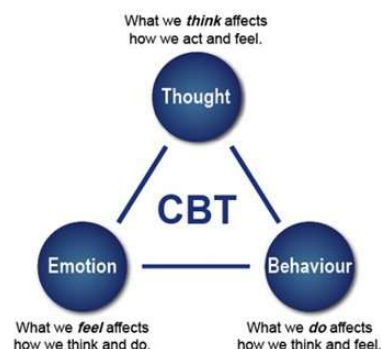 What we think affects
how we act and feel.
Thought
CBT
Emotion
Behaviour
What we feel affects
how we think and do.
What we do affects
how we think and feel.